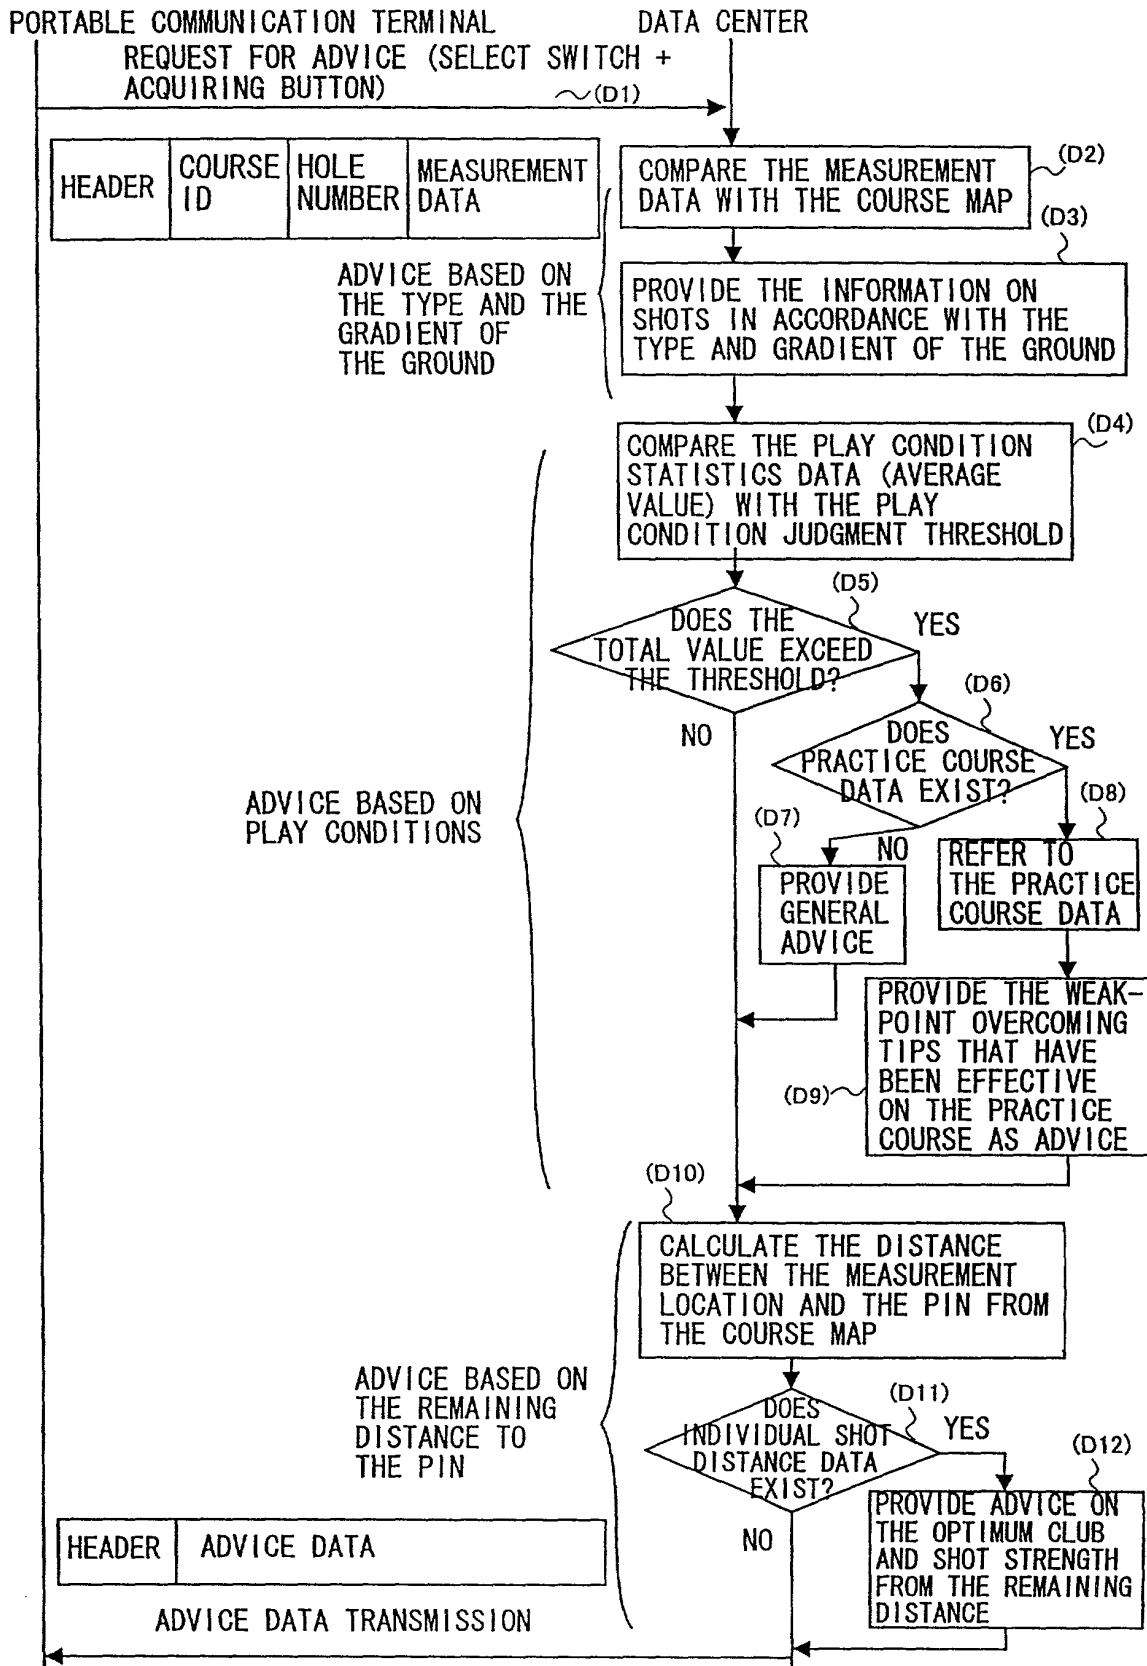 PORTABLE COMMUNICATION TERMINAL
DATA CENTER
REQUEST FOR ADVICE (SELECT SWITCH +
ACQUIRING BUTTON)
(D1)
HEADER
COURSE
ID
HOLE
NUMBER
MEASUREMENT
DATA
(D2)
COMPARE THE MEASUREMENT
DATA WITH THE COURSE MAP
(D3)
ADVICE BASED ON
THE TYPE AND THE
GRADIENT OF
THE GROUND
PROVIDE THE INFORMATION ON
SHOTS IN ACCORDANCE WITH THE
TYPE AND GRADIENT OF THE GROUND
(D4)
COMPARE THE PLAY CONDITION
STATISTICS DATA (AVERAGE
VALUE) WITH THE PLAY
CONDITION JUDGMENT THRESHOLD
(D5)
DOES THE
TOTAL VALUE EXCEED
THE THRESHOLD?
YES
NO
(D6)
DOES
PRACTICE COURSE
DATA EXIST?
YES
NO
ADVICE BASED ON
PLAY CONDITIONS
(D7)
PROVIDE
GENERAL
ADVICE
(D8)
REFER TO
THE PRACTICE
COURSE DATA
(D9)
PROVIDE THE WEAK-
POINT OVERCOMING
TIPS THAT HAVE
BEEN EFFECTIVE
ON THE PRACTICE
COURSE AS ADVICE
(D10)
CALCULATE THE DISTANCE
BETWEEN THE MEASUREMENT
LOCATION AND THE PIN FROM
THE COURSE MAP
ADVICE BASED ON
THE REMAINING
DISTANCE TO
THE PIN
(D11)
DOES
INDIVIDUAL SHOT
DISTANCE DATA
EXIST?
YES
NO
(D12)
PROVIDE ADVICE ON
THE OPTIMUM CLUB
AND SHOT STRENGTH
FROM THE REMAINING
DISTANCE
HEADER
ADVICE DATA
ADVICE DATA TRANSMISSION